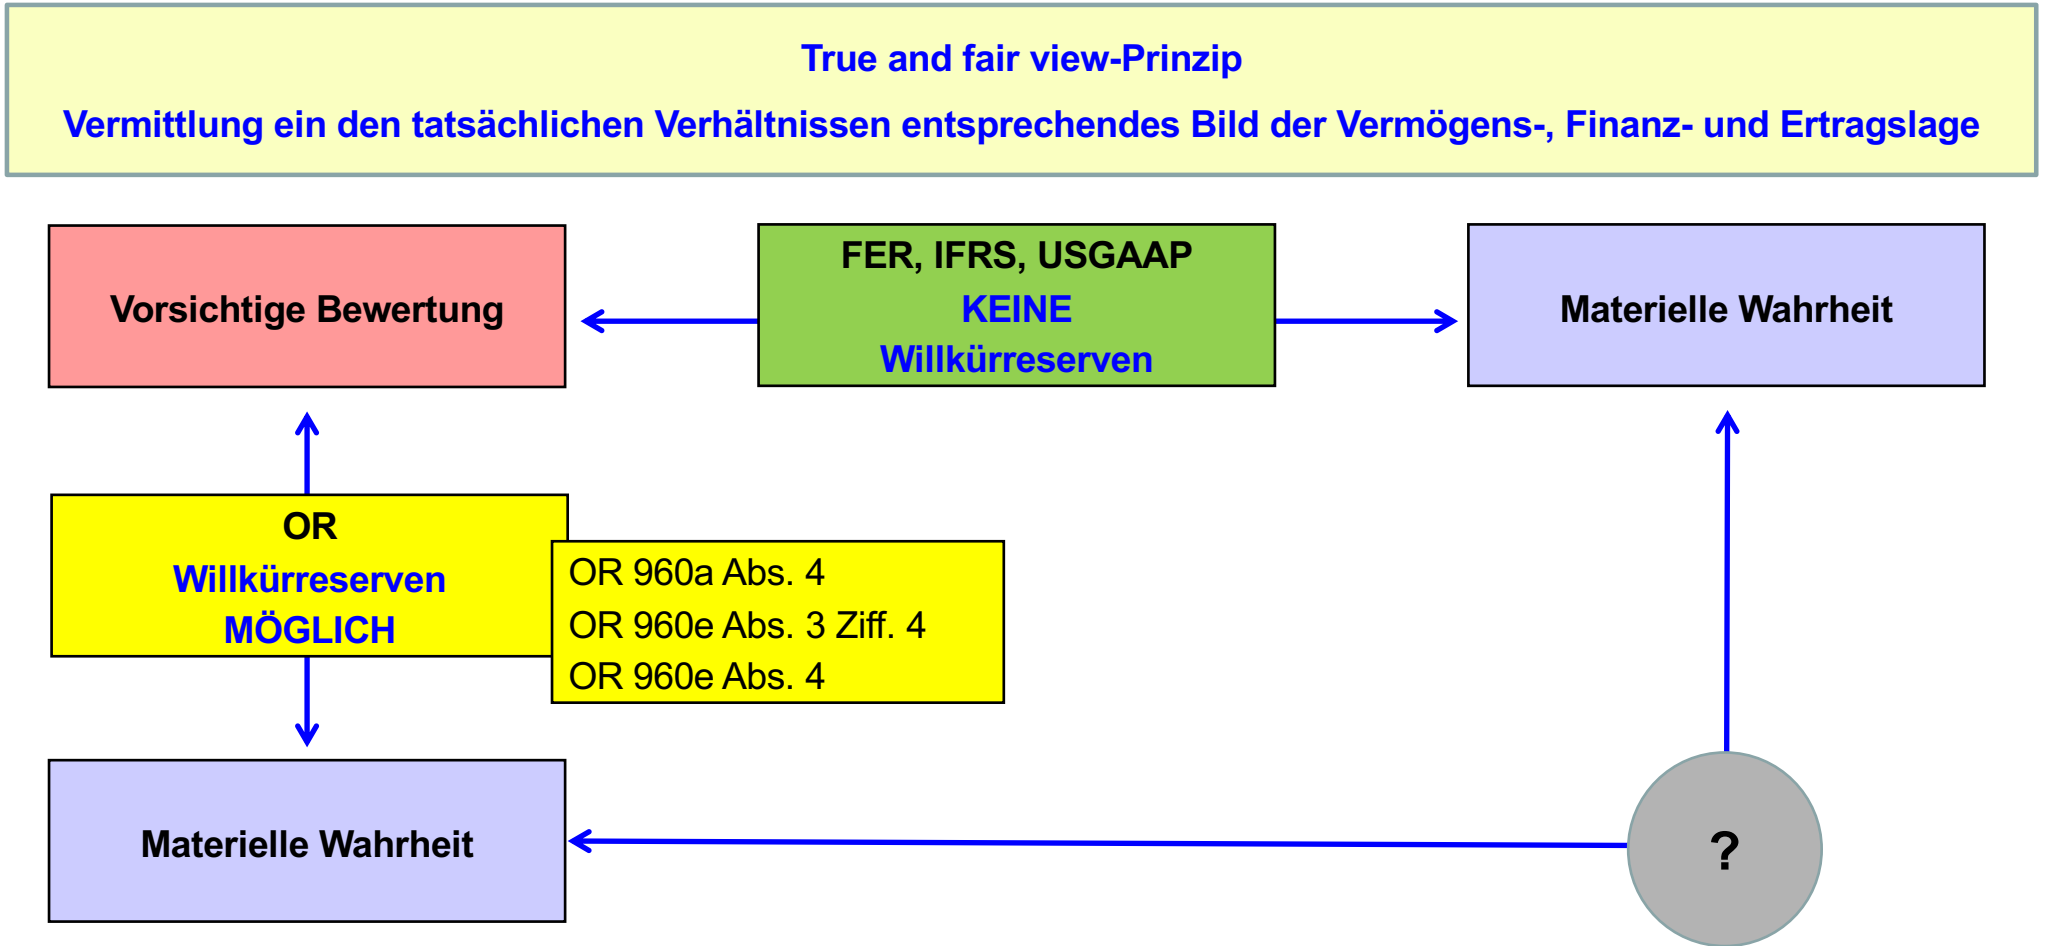 True and fair view-Prinzip
Vermittlung ein den tatsächlichen Verhältnissen entsprechendes Bild der Vermögens-, Finanz- und Ertragslage
Vorsichtige Bewertung
FER, IFRS, USGAAP
KEINE
Willkürreserven
Materielle Wahrheit
OR
Willkürreserven
MÖGLICH
OR 960a Abs. 4
OR 960e Abs. 3 Ziff. 4
OR 960e Abs. 4
Materielle Wahrheit
?